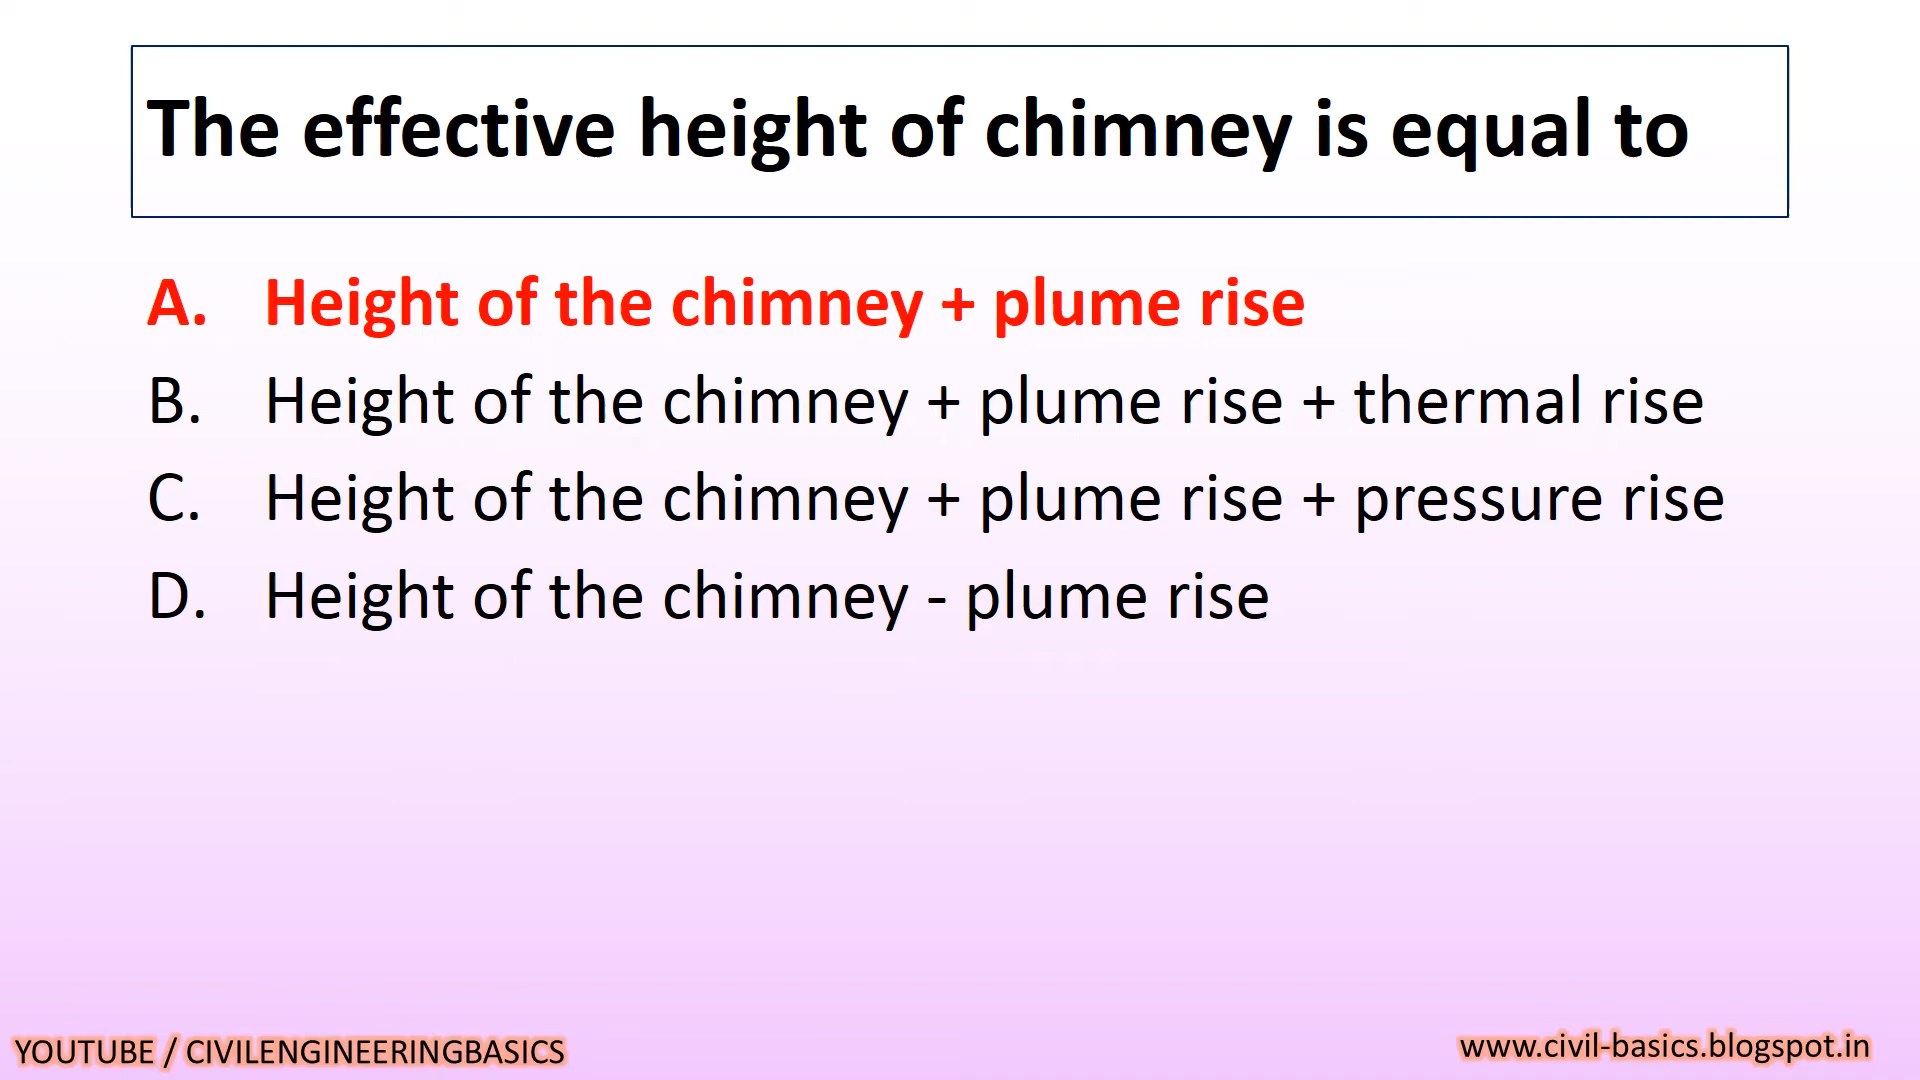 The effective height of chimney is equal to
A. Height of the chimney + plume rise
B. Height of the chimney + plume rise + thermal rise
C. Height of the chimney + plume rise + pressure rise
D. Height of the chimney - plume rise
YOUTUBE / CIVILENGINEERINGBASICS
www.civil-basics.blogspot.in